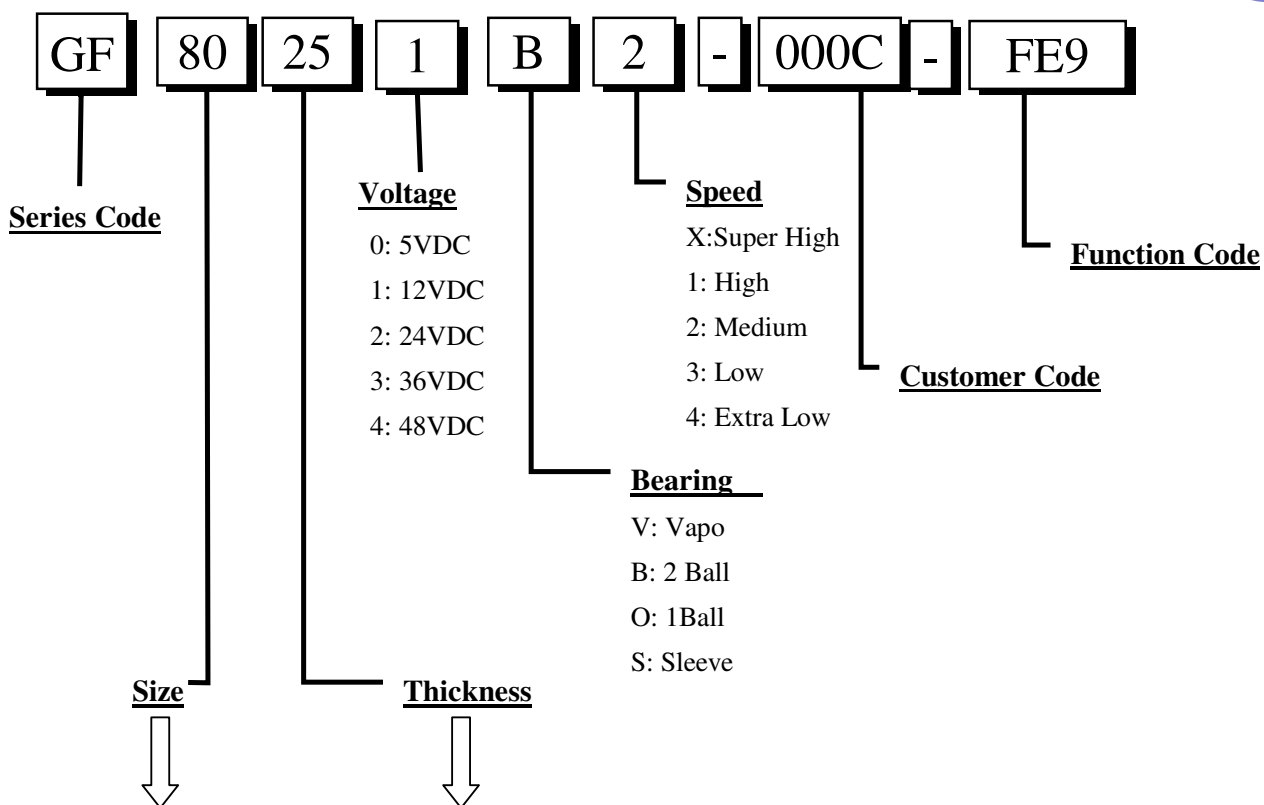 GF 80 25 1 B 2 - 000C - FE9
Series Code
Voltage
0: 5VDC
1: 12VDC
2: 24VDC
3: 36VDC
4: 48VDC
Speed
X:Super High
1: High
2: Medium
3: Low
4: Extra Low
Function Code
Customer Code
Bearing
V: Vapo
B: 2 Ball
O: 1Ball
S: Sleeve
Size
Thickness